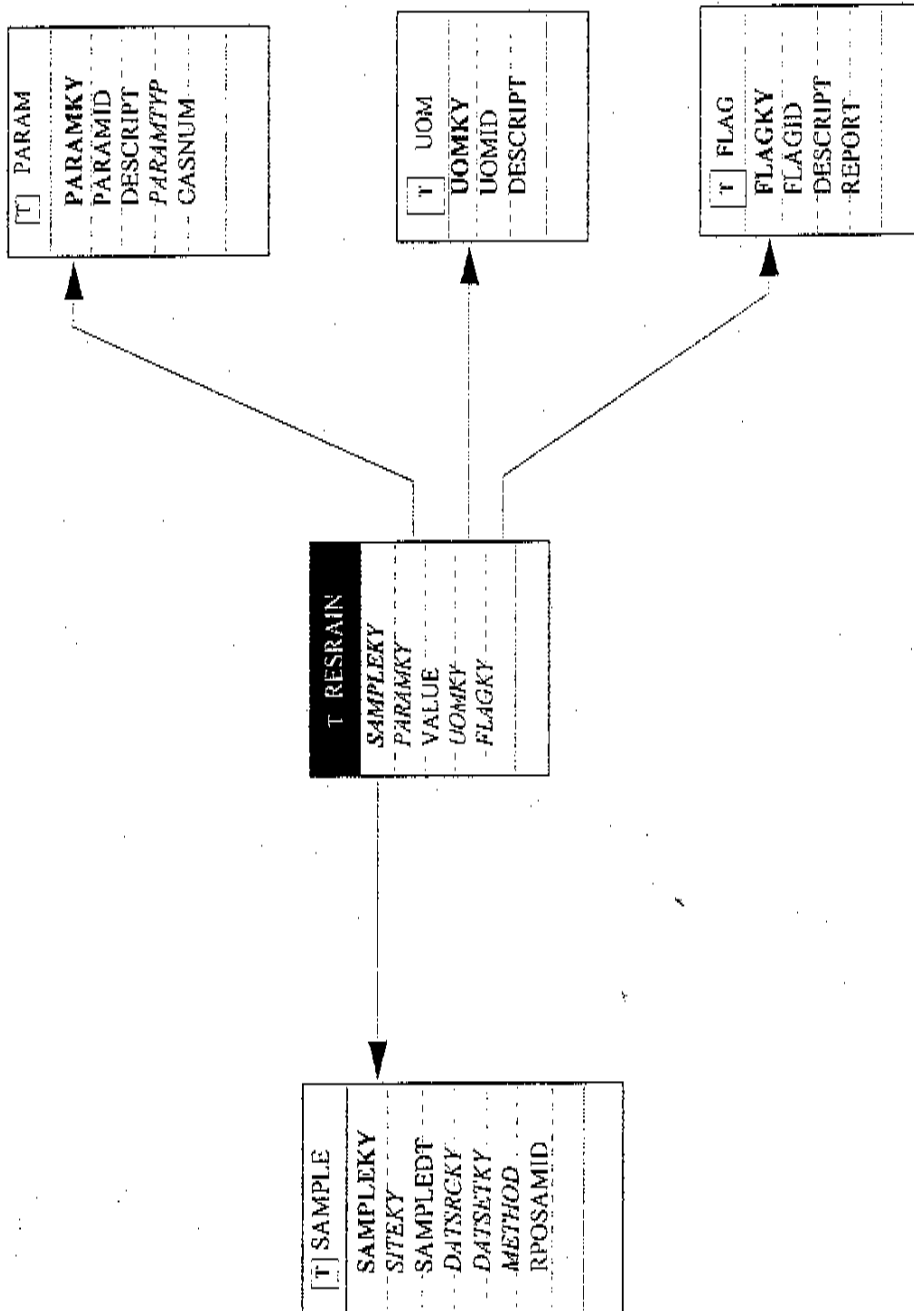 T SAMPLE
SAMPLEKY
SITEKY
SAMPLEDT
DATSRCKY
DATSETKY
METHOD
RPOSAMID
T RESRAIN
SAMPLEKY
PARAMKY
VALUE
UOMKY
FLAGKY
T PARAM
PARAMKY
PARAMID
DESCRIPT
PARAMTYP
CASNUM
T UOM
UOMKY
UOMID
DESCRIPT
T FLAG
FLAGKY
FLAGID
DESCRIPT
REPORT